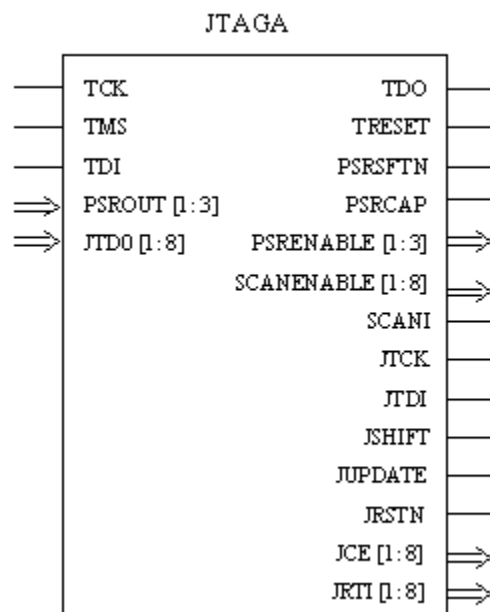 JTAGA
TCK
TDO
TMS
TRESET
TDI
PSRSFTN
PSROUT [1:3]
PSRCAP
JTDO [1:8]
PSRENABLE [1:3]
SCANENABLE [1:8]
SCANI
JTCK
JTDI
JSHIFT
JUPDATE
JRSTN
JCE [1:8]
JRTI [1:8]